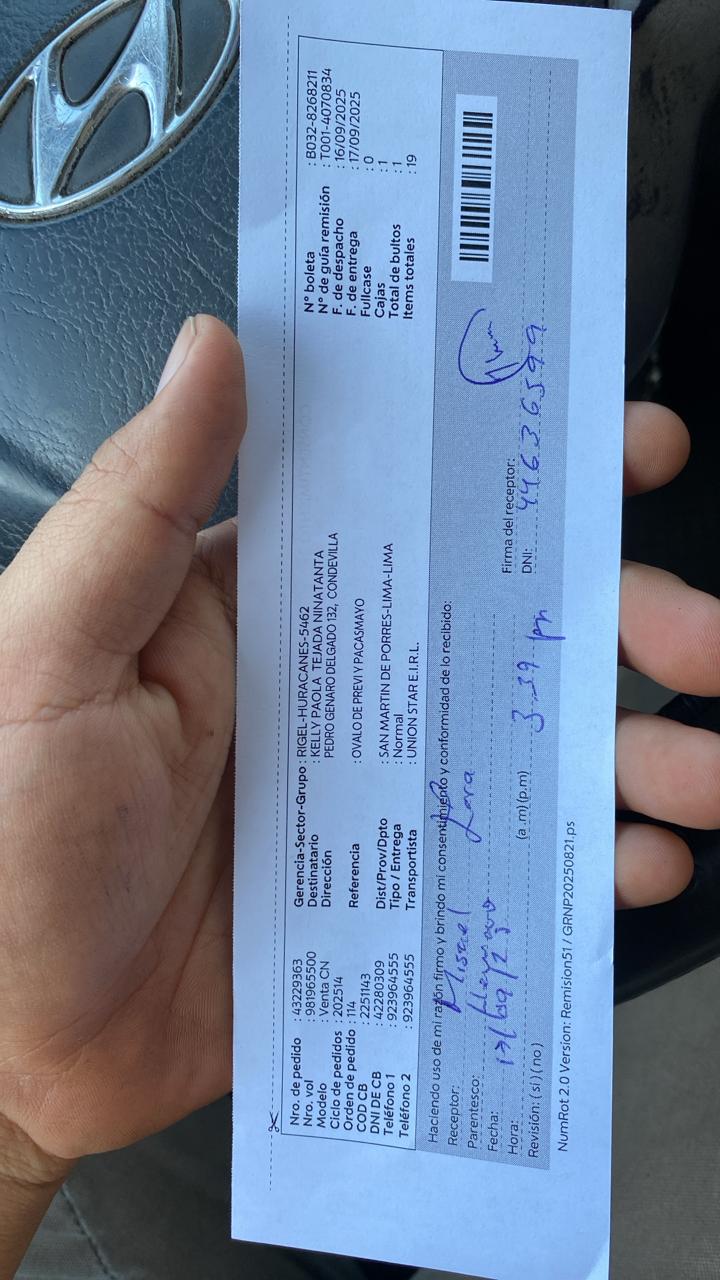 Nro. de pedido : 43229363
Nro. vol : 981965500
Modelo : Venta CN
Ciclo de pedidos : 202514
Orden de pedido : 114
COD CB : 2251143
DNI DE CB : 42280309
Teléfono 1 : 923964555
Teléfono 2 : 923964555
Gerencia-Sector-Grupo : RIGEL-HURACANES-5462
Destinatario : KELLY PAOLA TEJADA NINATANTA
Dirección PEDRO GENARO DELGADO 132, CONDEVILLA
Referencia : OVALO DE PREVI Y PACASMAYO
Dist/Prov/Dpto : SAN MARTIN DE PORRES-LIMA-LIMA
Tipo / Entrega : Normal
Transportista : UNION STAR E.I.R.L.
N° boleta : B032-8268211
N° de guía remisión : T001-4070834
F. de despacho : 16/09/2025
F. de entrega : 17/09/2025
Fullcase : 0
Cajas : 1
Total de bultos : 1
Items totales : 19
Haciendo uso de mi razón firmo y brindo mi consentimiento y conformidad de lo recibido:
Receptor: Misael Lara
Parentesco: Hermano
Fecha: 17/09/25
Hora: (a .m) (p.m) 3:39 pm
Revisión: ( si ) ( no )
Firma del receptor:
DNI: 44636599
NumRot 2.0 Version: Remision51 / GRNP20250821.ps